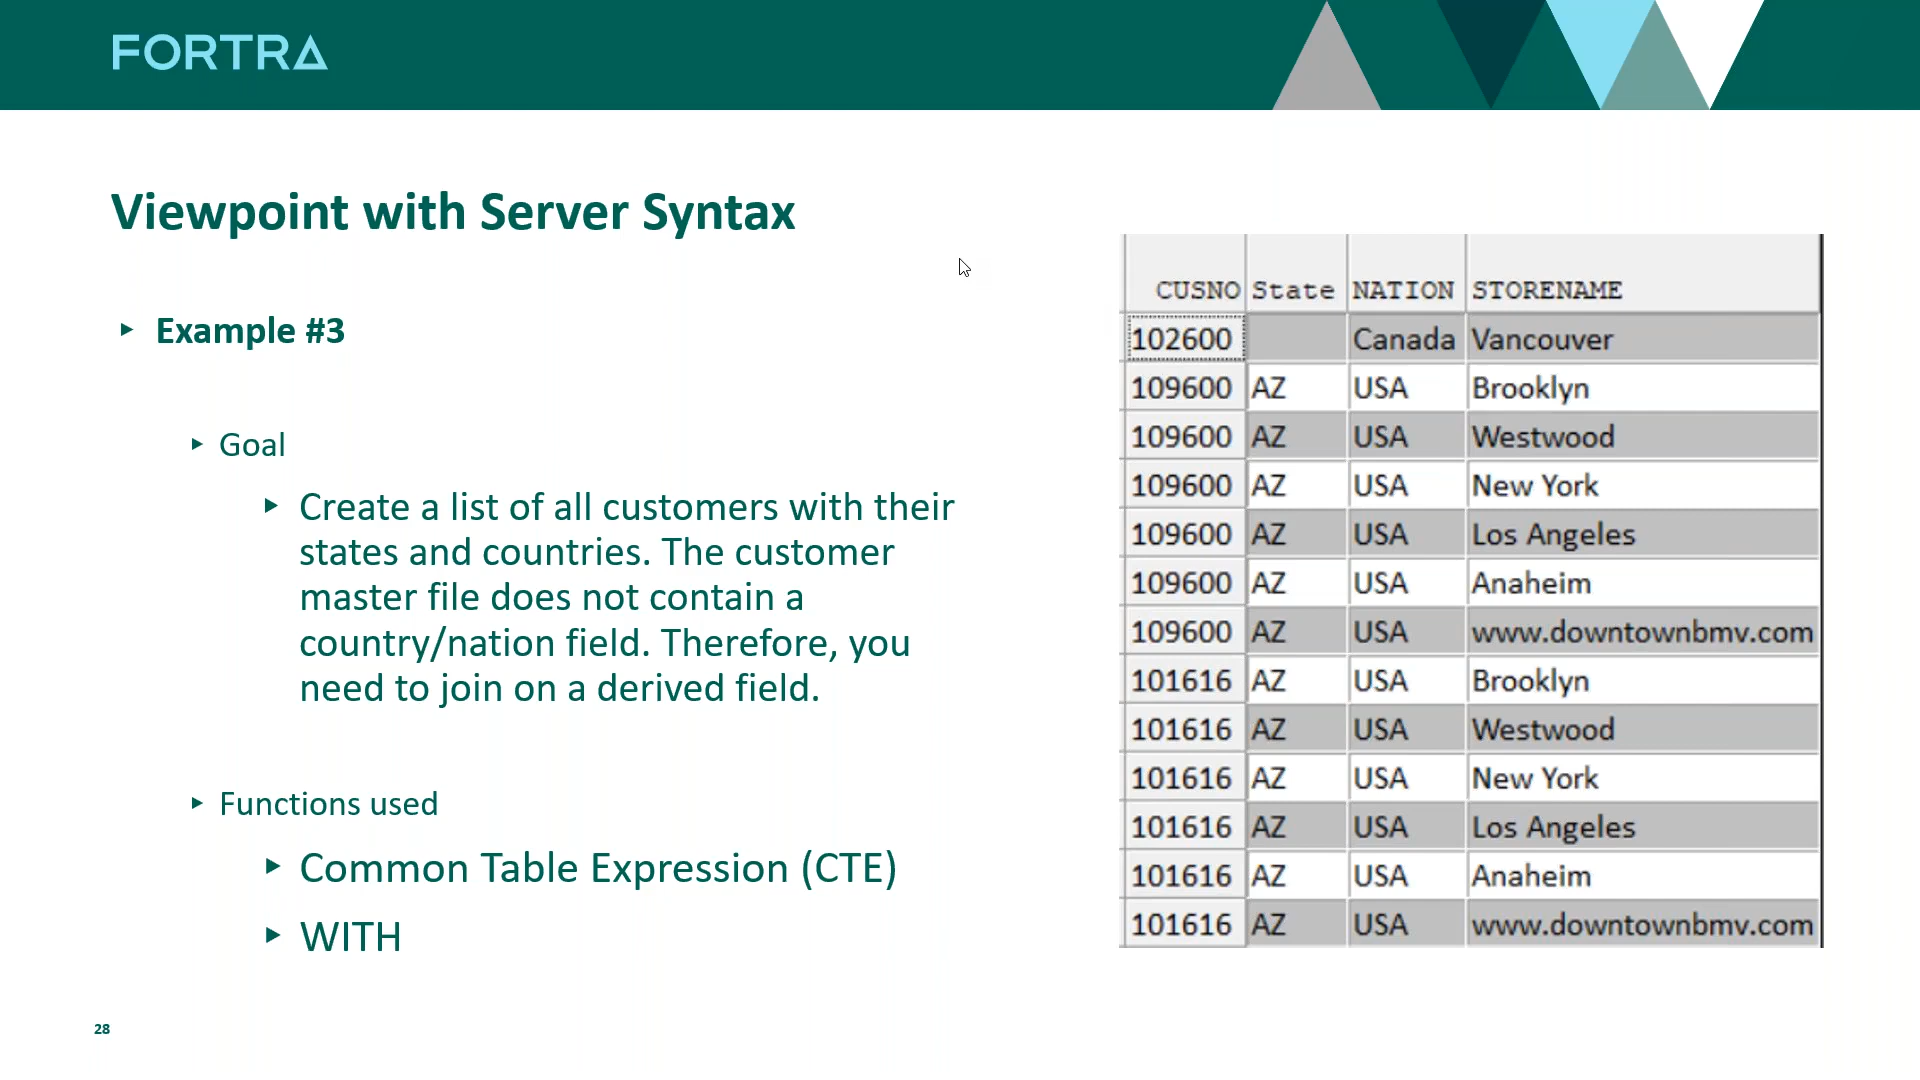 FORTRA
Viewpoint with Server Syntax
Example #3
Goal
Create a list of all customers with their
states and countries. The customer
master file does not contain a
country/nation field. Therefore, you
need to join on a derived field.
Functions used
Common Table Expression (CTE)
WITH
CUSNO State NATION STORENAME
102600 Canada Vancouver
109600 AZ USA Brooklyn
109600 AZ USA Westwood
109600 AZ USA New York
109600 AZ USA Los Angeles
109600 AZ USA Anaheim
109600 AZ USA www.downtownbmv.com
101616 AZ USA Brooklyn
101616 AZ USA Westwood
101616 AZ USA New York
101616 AZ USA Los Angeles
101616 AZ USA Anaheim
101616 AZ USA www.downtownbmv.com
28